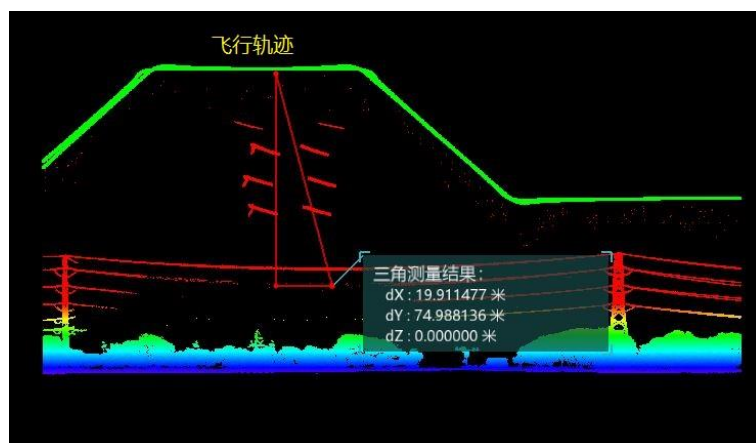 飞行轨迹
三角测量结果：
dX : 19.911477 米
dY : 74.988136 米
dZ : 0.000000 米